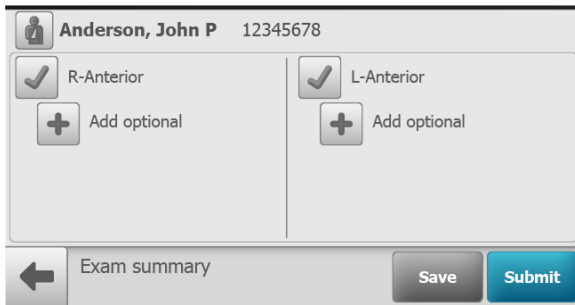 Anderson, John P 12345678
R-Anterior
Add optional
L-Anterior
Add optional
Exam summary
Save
Submit